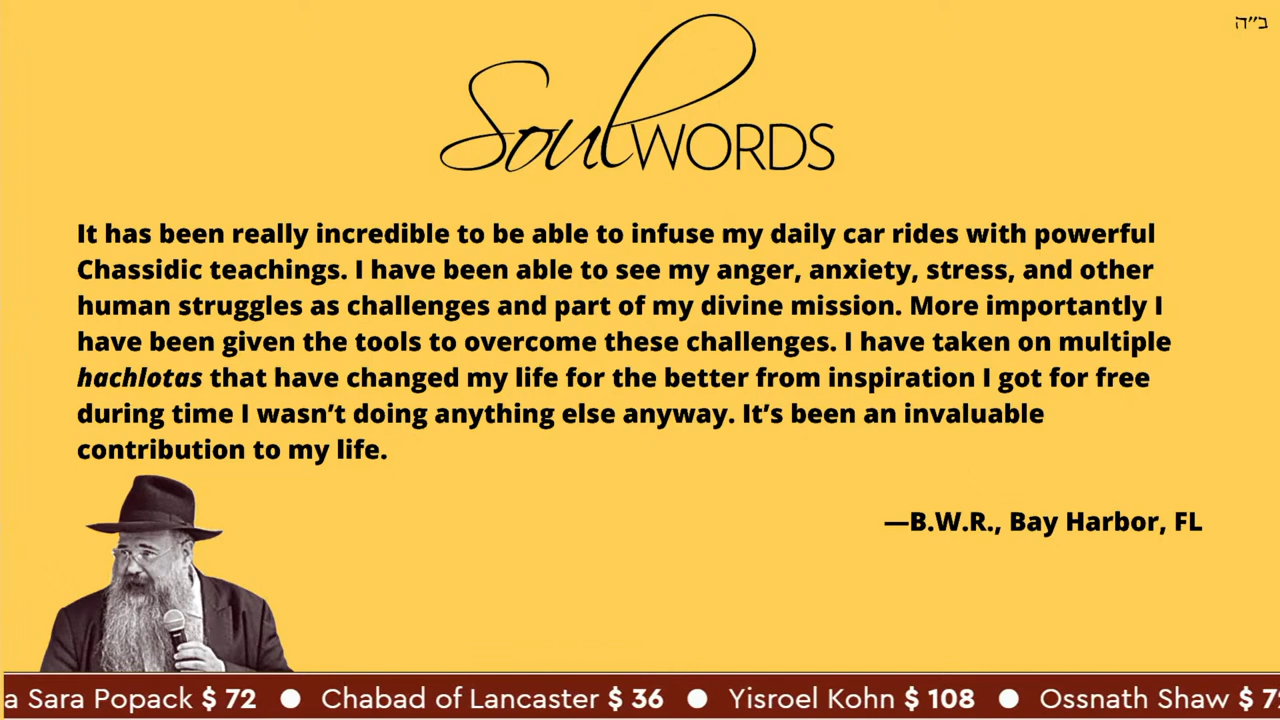 ב״ה
SoulWORDS
It has been really incredible to be able to infuse my daily car rides with powerful
Chassidic teachings. I have been able to see my anger, anxiety, stress, and other
human struggles as challenges and part of my divine mission. More importantly I
have been given the tools to overcome these challenges. I have taken on multiple
hachlotas that have changed my life for the better from inspiration I got for free
during time I wasn’t doing anything else anyway. It’s been an invaluable
contribution to my life.
—B.W.R., Bay Harbor, FL
a Sara Popack $ 72 ● Chabad of Lancaster $ 36 ● Yisroel Kohn $ 108 ● Ossnath Shaw $ 7